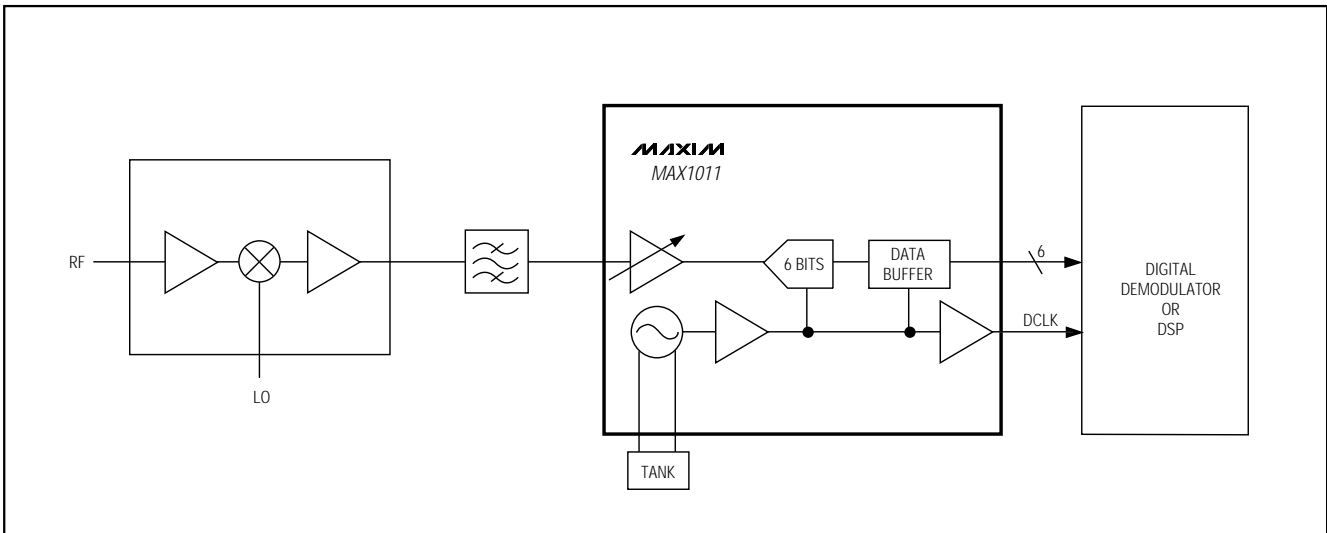 MAXIM
MAX1011
RF
LO
6 BITS
DATA
BUFFER
6
DCLK
TANK
DIGITAL
DEMODULATOR
OR
DSP